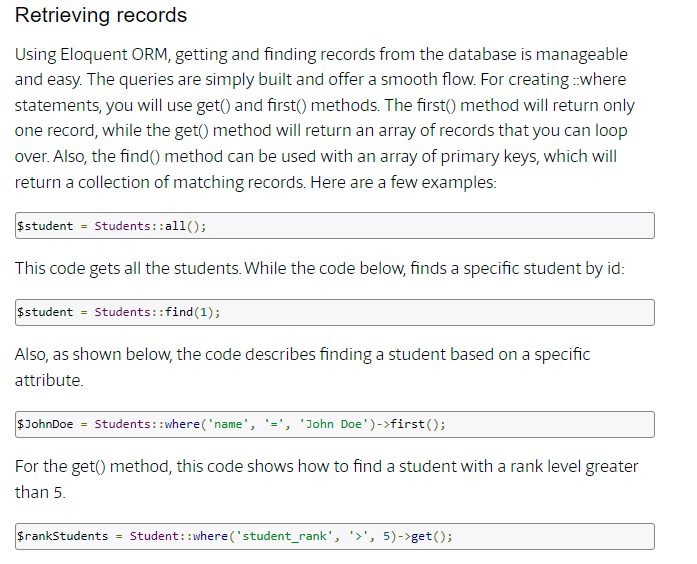 Retrieving records
Using Eloquent ORM, getting and finding records from the database is manageable
and easy. The queries are simply built and offer a smooth flow. For creating ::where
statements, you will use get() and first() methods. The first() method will return only
one record, while the get() method will return an array of records that you can loop
over. Also, the find() method can be used with an array of primary keys, which will
return a collection of matching records. Here are a few examples:
$student = Students::all();
This code gets all the students. While the code below, finds a specific student by id:
$student = Students::find(1);
Also, as shown below, the code describes finding a student based on a specific
attribute.
$JohnDoe = Students::where('name', '=', 'John Doe')->first();
For the get() method, this code shows how to find a student with a rank level greater
than 5.
$rankStudents = Student::where('student_rank', '>', 5)->get();